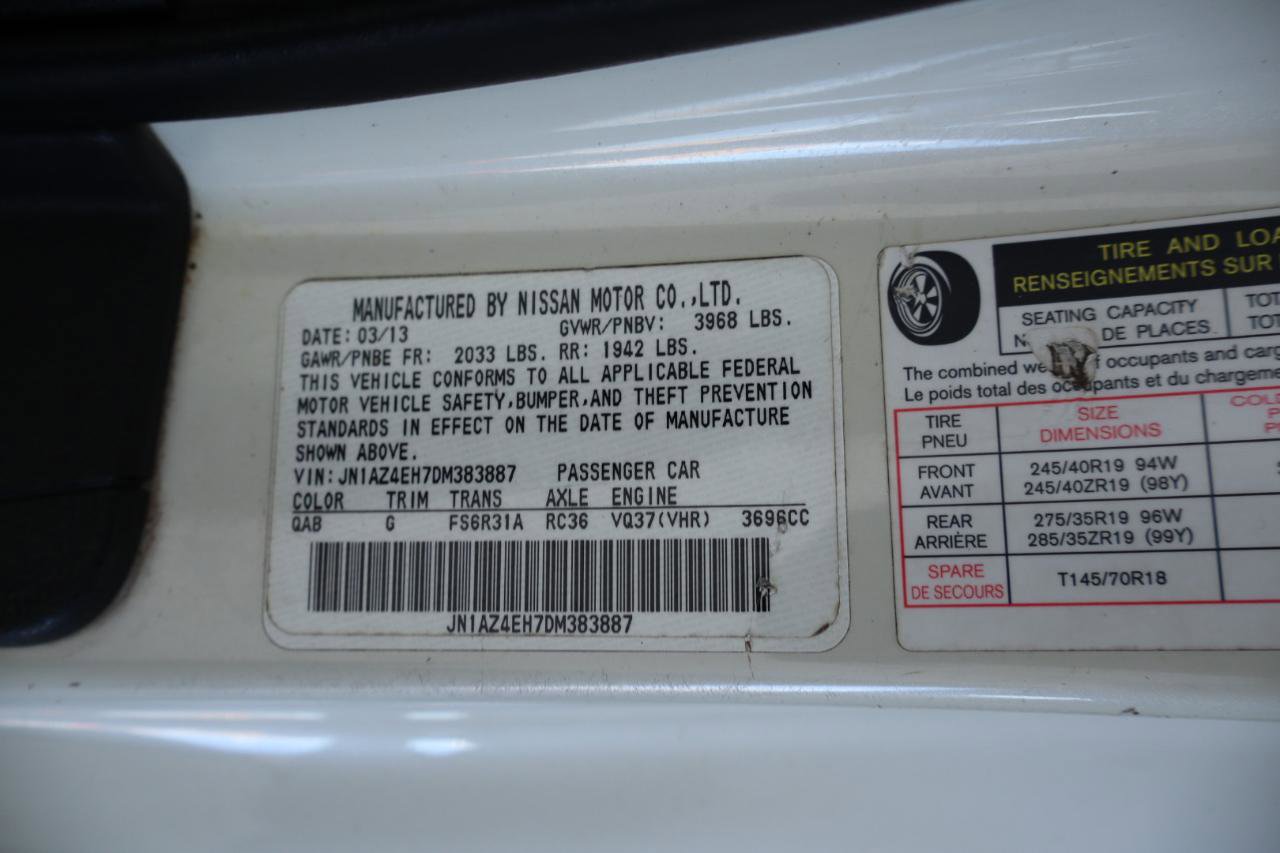 MANUFACTURED BY NISSAN MOTOR CO.,LTD.
DATE: 03/13 GVWR/PNBV: 3968 LBS.
GAWR/PNBE FR: 2033 LBS. RR: 1942 LBS.
THIS VEHICLE CONFORMS TO ALL APPLICABLE FEDERAL
MOTOR VEHICLE SAFETY,BUMPER,AND THEFT PREVENTION
STANDARDS IN EFFECT ON THE DATE OF MANUFACTURE
SHOWN ABOVE.
VIN: JN1AZ4EH7DM383887 PASSENGER CAR
COLOR TRIM TRANS AXLE ENGINE
QAB G FS6R31A RC36 VQ37(VHR) 3696CC
JN1AZ4EH7DM383887
TIRE AND LOA
RENSEIGNEMENTS SUR
SEATING CAPACITY TOT
DE PLACES TOT
The combined occupants and carg
Le poids total des occupants et du chargeme
TIRE SIZE COLD
PNEU DIMENSIONS
FRONT 245/40R19 94W
AVANT 245/40ZR19 (98Y)
REAR 275/35R19 96W
ARRIÈRE 285/35ZR19 (99Y)
SPARE T145/70R18
DE SECOURS